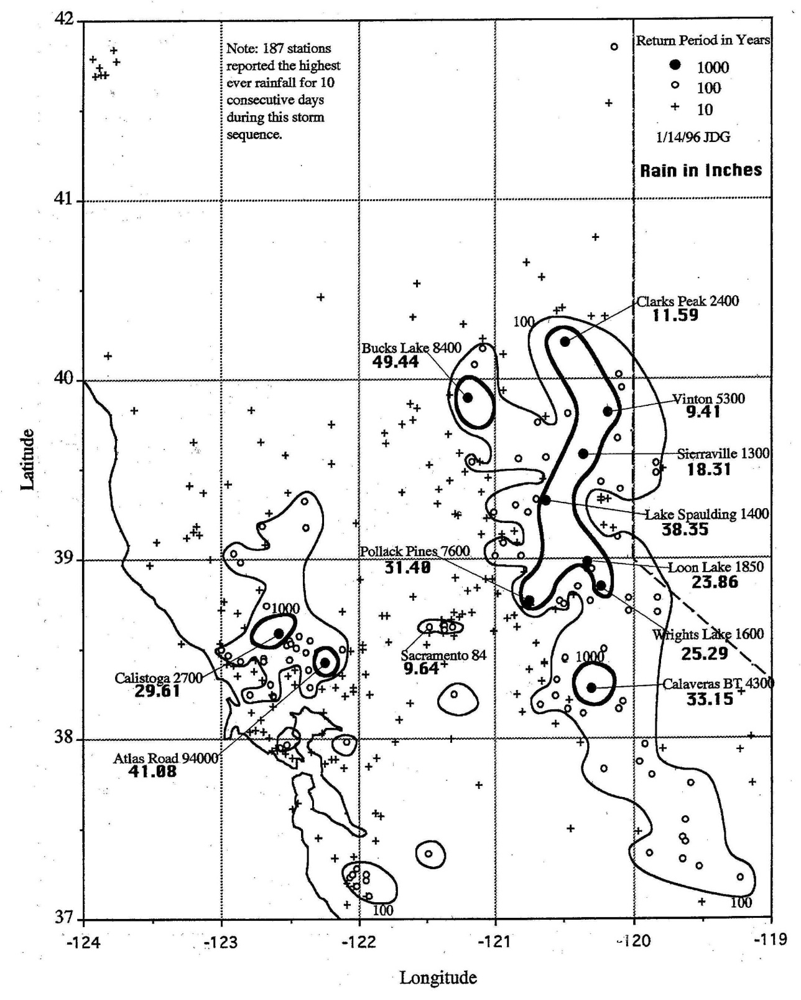 42
Note: 187 stations
reported the highest
ever rainfall for 10
consecutive days
during this storm
sequence.
Return Period in Years
1000
100
10
1/14/96 JDG
Rain in Inches
41
Clarks Peak 2400
11.59
100
Bucks Lake 8400
49.44
40
Vinton 5300
9.41
Sierraville 1300
18.31
Latitude
Lake Spaulding 1400
38.35
Pollack Pines 7600
31.40
39
Loon Lake 1850
23.86
1000
Wrights Lake 1600
25.29
Sacramento 84
9.64
1000
Calistoga 2700
29.61
Calaveras BT 4300
33.15
38
Atlas Road 94000
41.08
100
100
37
-124
-123
-122
-121
-120
-119
Longitude